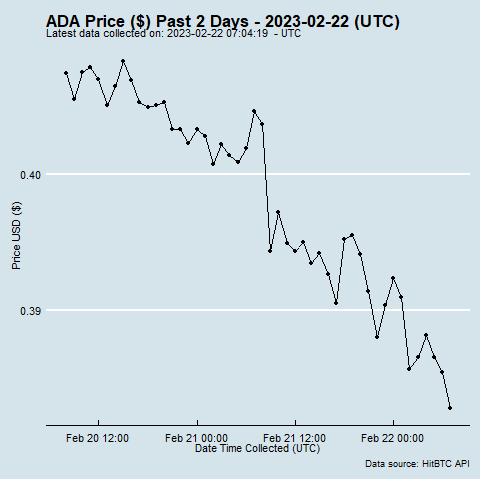 ADA Price ($) Past 2 Days - 2023-02-22 (UTC)
Latest data collected on: 2023-02-22 07:04:19 - UTC
Price USD ($)
0.40
0.39
Feb 20 12:00 Feb 21 00:00 Feb 21 12:00 Feb 22 00:00
Date Time Collected (UTC)
Data source: HitBTC API